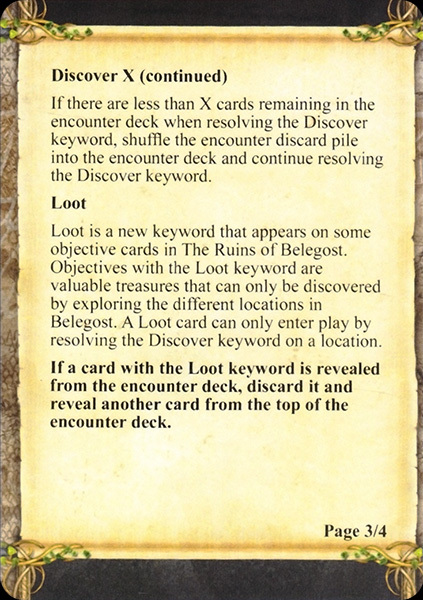 Discover X (continued)
If there are less than X cards remaining in the
encounter deck when resolving the Discover
keyword, shuffle the encounter discard pile
into the encounter deck and continue resolving
the Discover keyword.
Loot
Loot is a new keyword that appears on some
objective cards in The Ruins of Belegost.
Objectives with the Loot keyword are
valuable treasures that can only be discovered
by exploring the different locations in
Belegost. A Loot card can only enter play by
resolving the Discover keyword on a location.
If a card with the Loot keyword is revealed
from the encounter deck, discard it and
reveal another card from the top of the
encounter deck.
Page 3/4